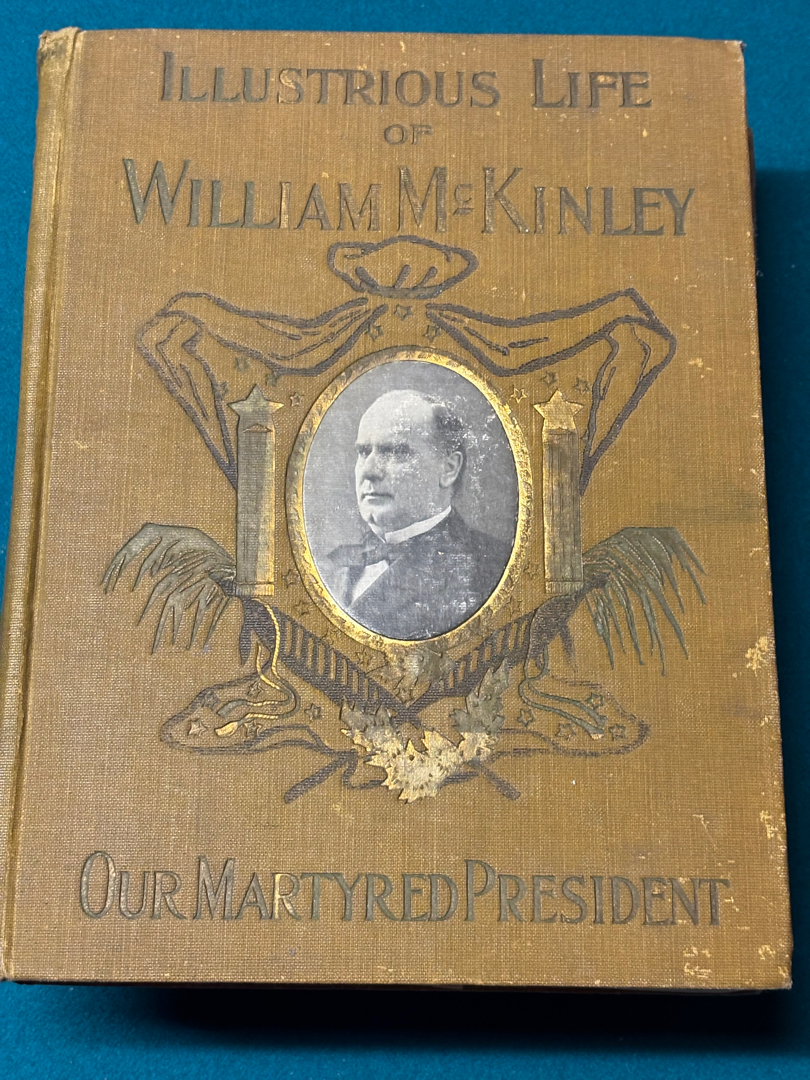 ILLUSTRIOUS LIFE
OF
WILLIAM McKINLEY
OUR MARTYRED PRESIDENT